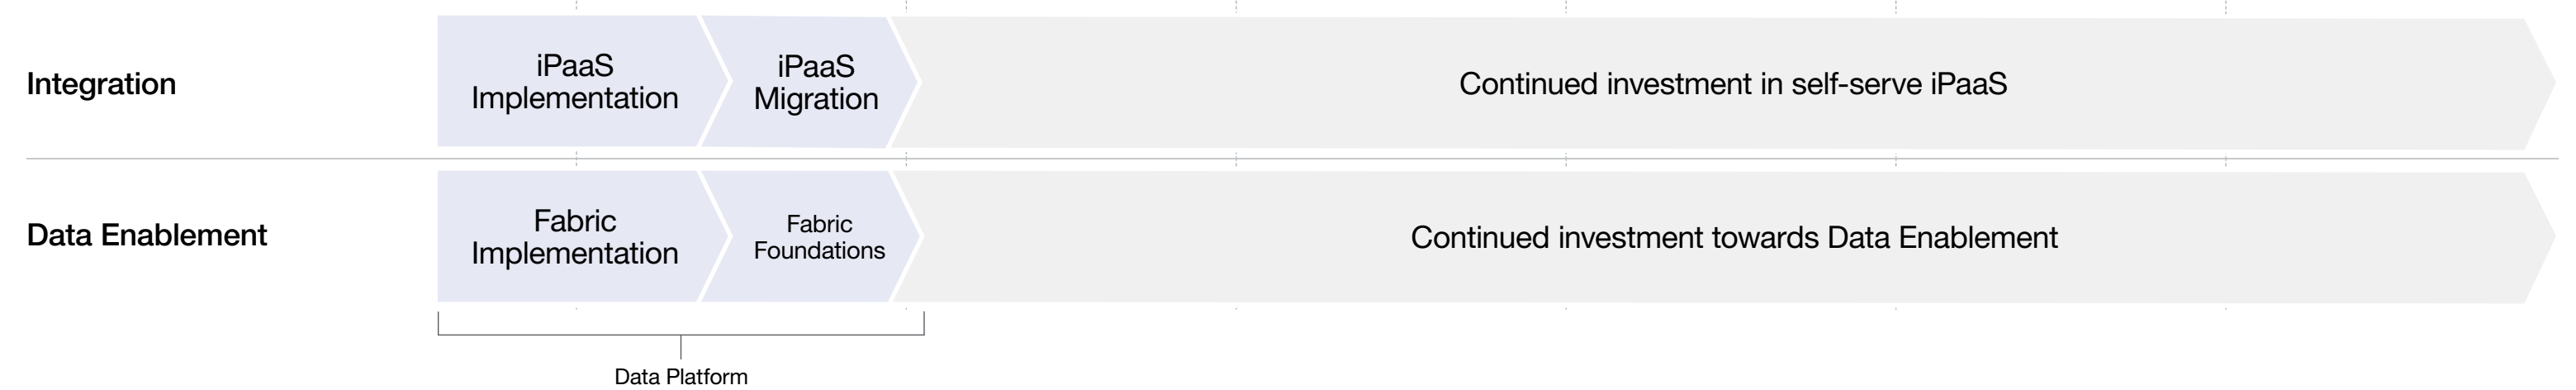 Integration
iPaaS
Implementation
iPaaS
Migration
Continued investment in self-serve iPaaS
Data Enablement
Fabric
Implementation
Fabric
Foundations
Continued investment towards Data Enablement
Data Platform